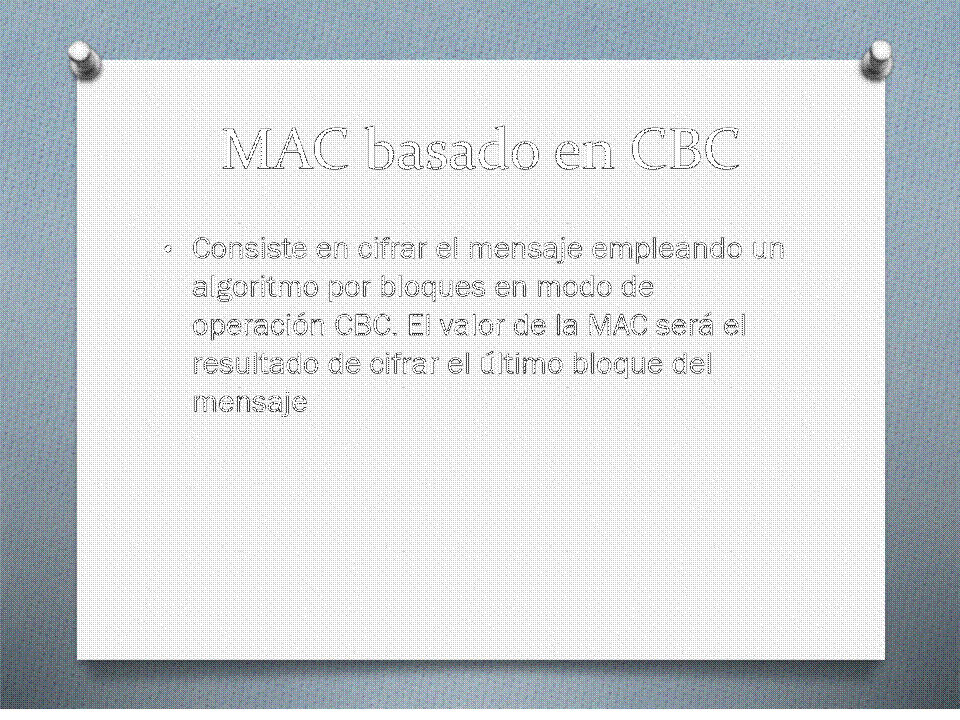 MAC basado en CBC
• Consiste en cifrar el mensaje empleando un
algoritmo por bloques en modo de
operación CBC. El valor de la MAC será el
resultado de cifrar el último bloque del
mensaje